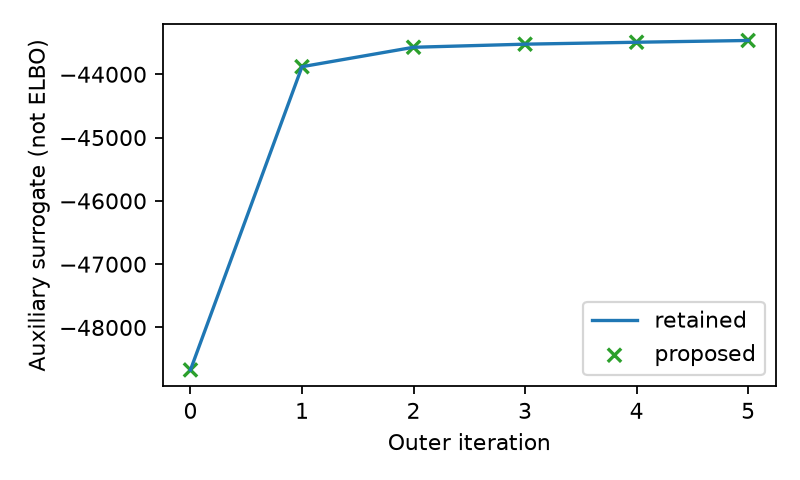 Auxiliary surrogate (not ELBO)
−44000
−45000
−46000
−47000
−48000
retained
proposed
0 1 2 3 4 5
Outer iteration